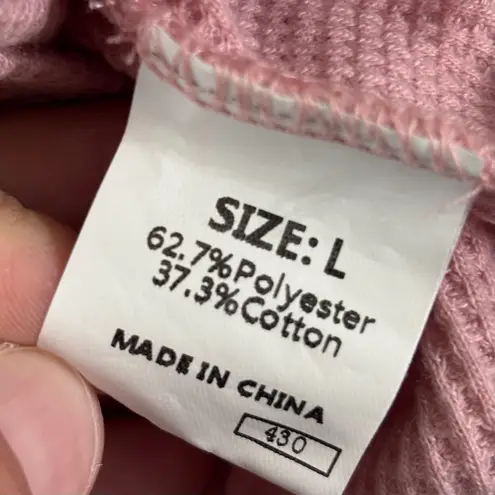 SIZE: L
62.7%Polyester
37.3%Cotton
MADE IN CHINA
430